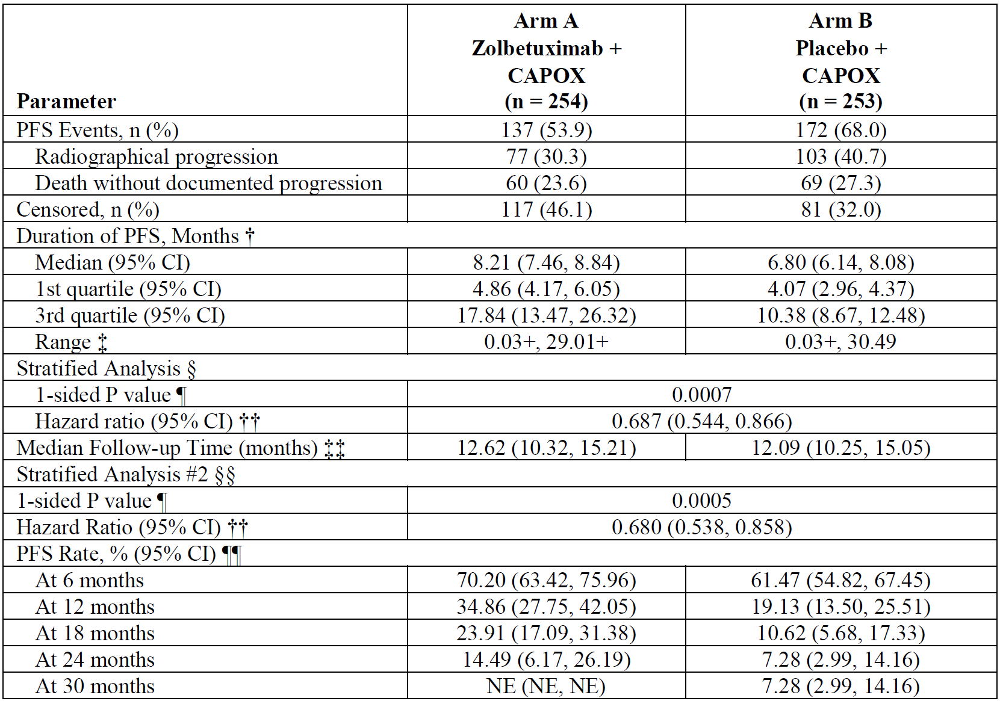 Parameter
Arm A
Zolbetuximab +
CAPOX
(n = 254)
Arm B
Placebo +
CAPOX
(n = 253)
PFS Events, n (%) 137 (53.9) 172 (68.0)
Radiographical progression 77 (30.3) 103 (40.7)
Death without documented progression 60 (23.6) 69 (27.3)
Censored, n (%) 117 (46.1) 81 (32.0)
Duration of PFS, Months †
Median (95% CI) 8.21 (7.46, 8.84) 6.80 (6.14, 8.08)
1st quartile (95% CI) 4.86 (4.17, 6.05) 4.07 (2.96, 4.37)
3rd quartile (95% CI) 17.84 (13.47, 26.32) 10.38 (8.67, 12.48)
Range ‡ 0.03+, 29.01+ 0.03+, 30.49
Stratified Analysis §
1-sided P value ¶ 0.0007
Hazard ratio (95% CI) †† 0.687 (0.544, 0.866)
Median Follow-up Time (months) ‡‡ 12.62 (10.32, 15.21) 12.09 (10.25, 15.05)
Stratified Analysis #2 §§
1-sided P value ¶ 0.0005
Hazard Ratio (95% CI) †† 0.680 (0.538, 0.858)
PFS Rate, % (95% CI) ¶¶
At 6 months 70.20 (63.42, 75.96) 61.47 (54.82, 67.45)
At 12 months 34.86 (27.75, 42.05) 19.13 (13.50, 25.51)
At 18 months 23.91 (17.09, 31.38) 10.62 (5.68, 17.33)
At 24 months 14.49 (6.17, 26.19) 7.28 (2.99, 14.16)
At 30 months NE (NE, NE) 7.28 (2.99, 14.16)